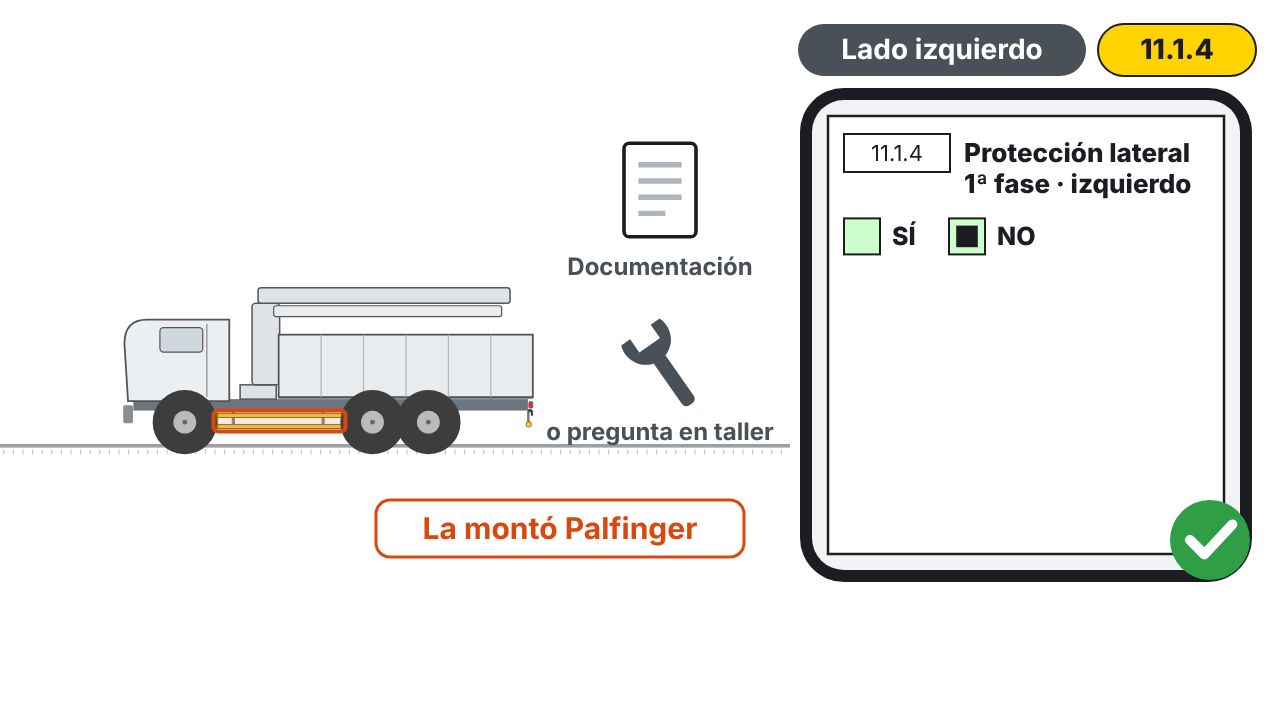 Lado izquierdo
11.1.4
11.1.4
Protección lateral
1ª fase · izquierdo
SÍ
NO
Documentación
o pregunta en taller
La montó Palfinger